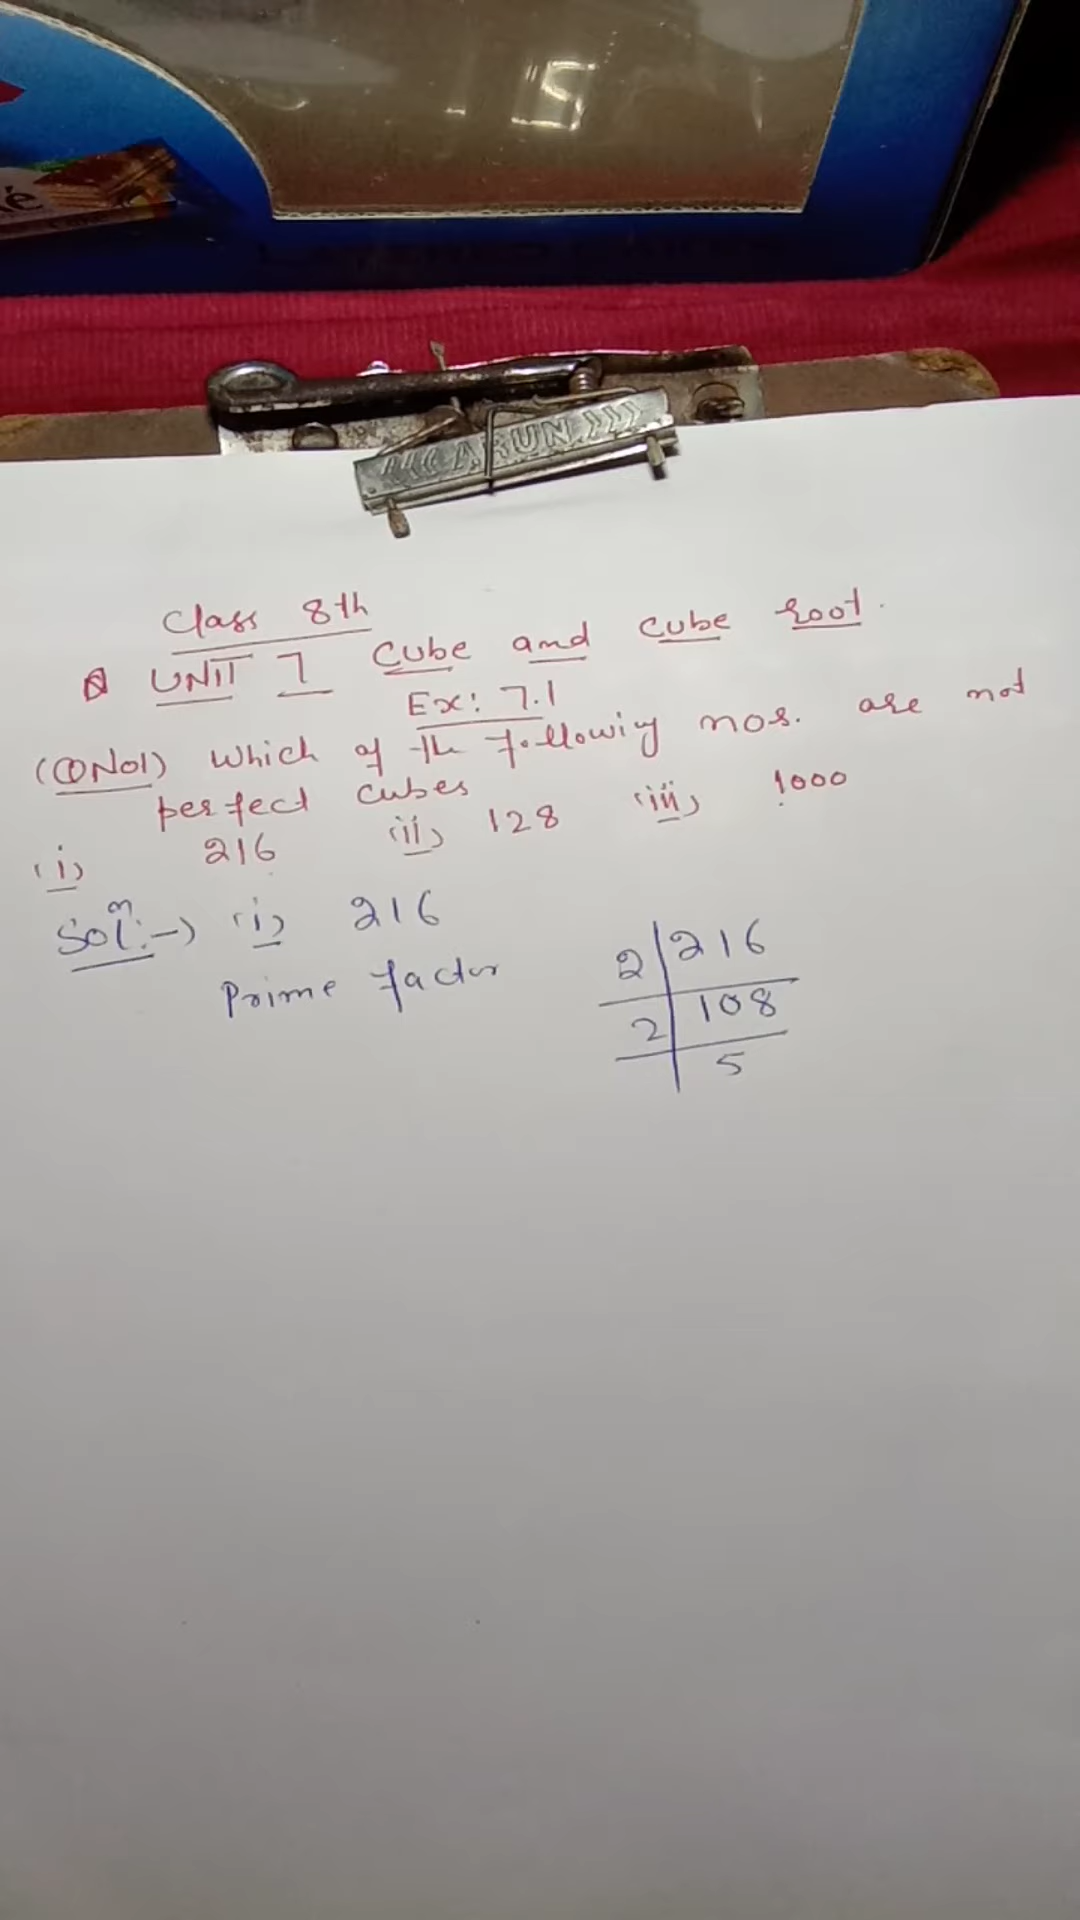 é
<<< ARUN >>>
Class 8th
UNIT 7 Cube and Cube root.
Ex: 7.1
(QNo1) Which of the following nos. are not
perfect cubes
(i) 216 (ii) 128 (iii) 1000
Soln:-> (i) 216
Prime factor
2 | 216
2 | 108
5